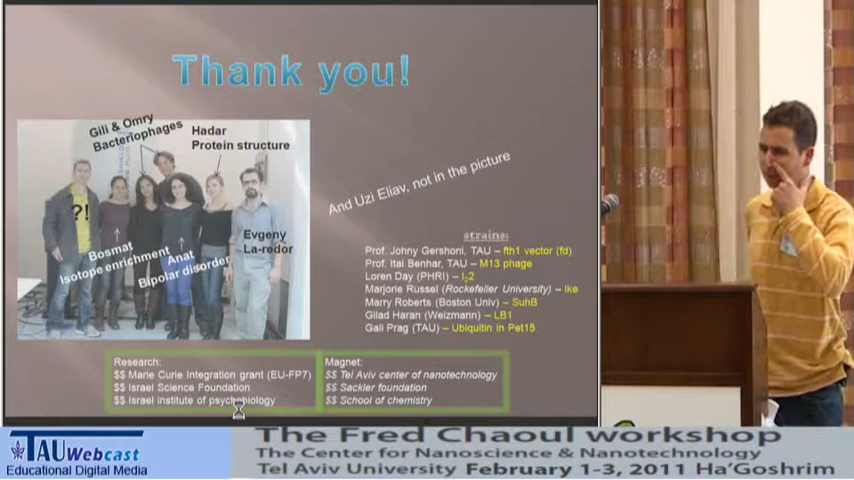 Thank you!
Gili & Omry
Bacteriophages
Hadar
Protein structure
?!
Bosmat
Isotope enrichment
Anat
Bipolar disorder
Evgeny
La-redor
And Uzi Eliav, not in the picture
strains:
Prof. Johny Gershoni, TAU – fth1 vector (fd)
Prof. Itai Benhar, TAU – M13 phage
Loren Day (PHRI) – I₂2
Marjorie Russel (Rockefeller University) – Ike
Marry Roberts (Boston Univ) – SuhB
Gilad Haran (Weizmann) – LB1
Gali Prag (TAU) – Ubiquitin in Pet15
Research:
$$ Marie Curie Integration grant (EU-FP7)
$$ Israel Science Foundation
$$ Israel institute of psychobiology
Magnet:
$$ Tel Aviv center of nanotechnology
$$ Sackler foundation
$$ School of chemistry
TAU Webcast
Educational Digital Media
The Fred Chaoul workshop
The Center for Nanoscience & Nanotechnology
Tel Aviv University February 1-3, 2011 Ha'Goshrim